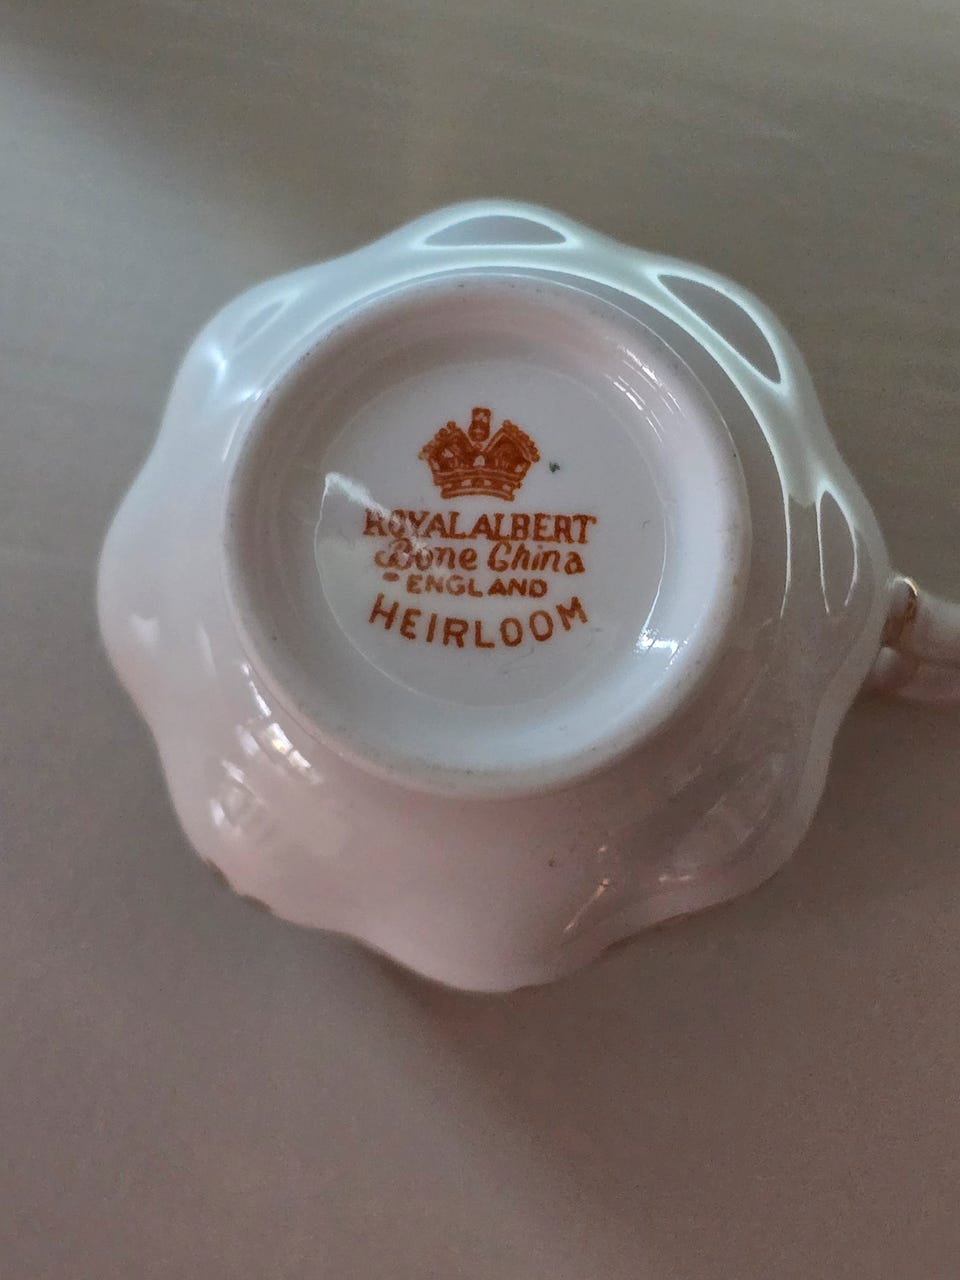 ROYAL ALBERT
Bone China
ENGLAND
HEIRLOOM